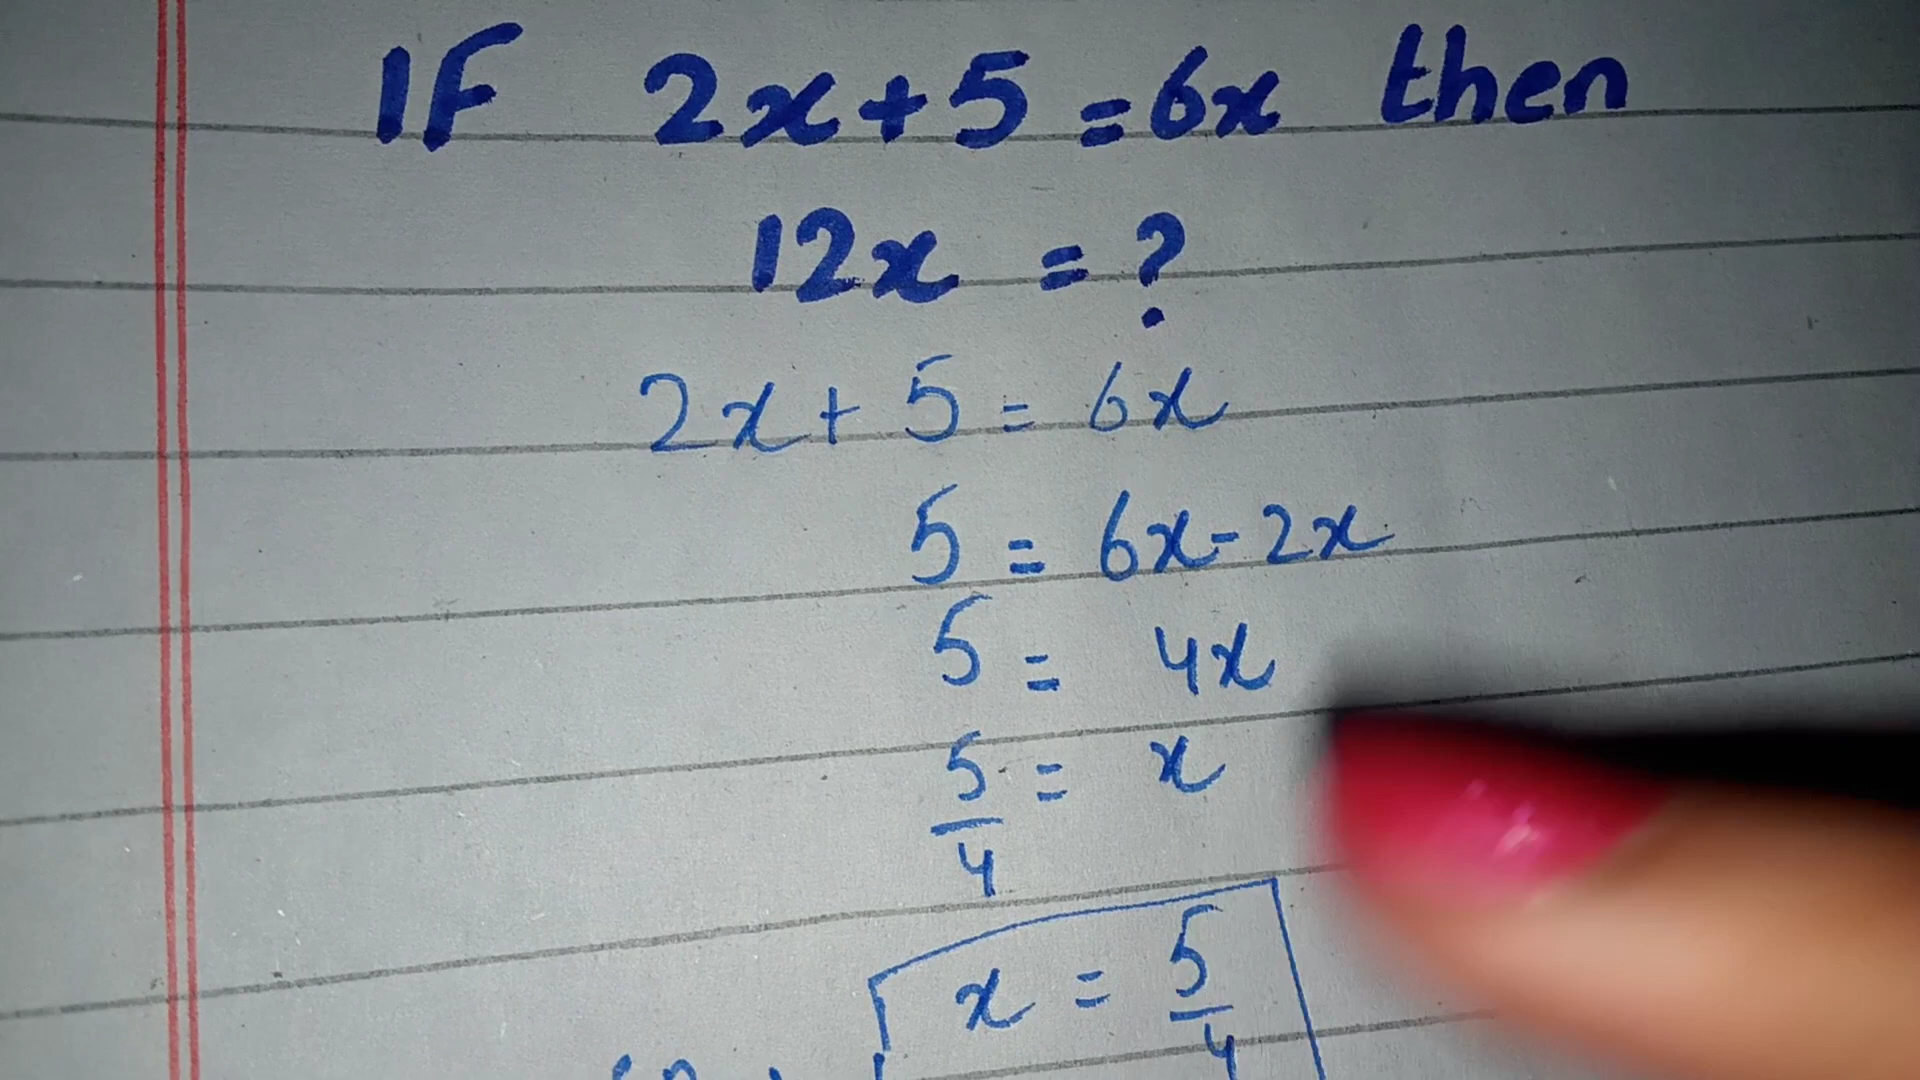 IF 2x+5=6x then
12x = ?
2x+5=6x
5 = 6x-2x
5 = 4x
5/4 = x
x = 5/4